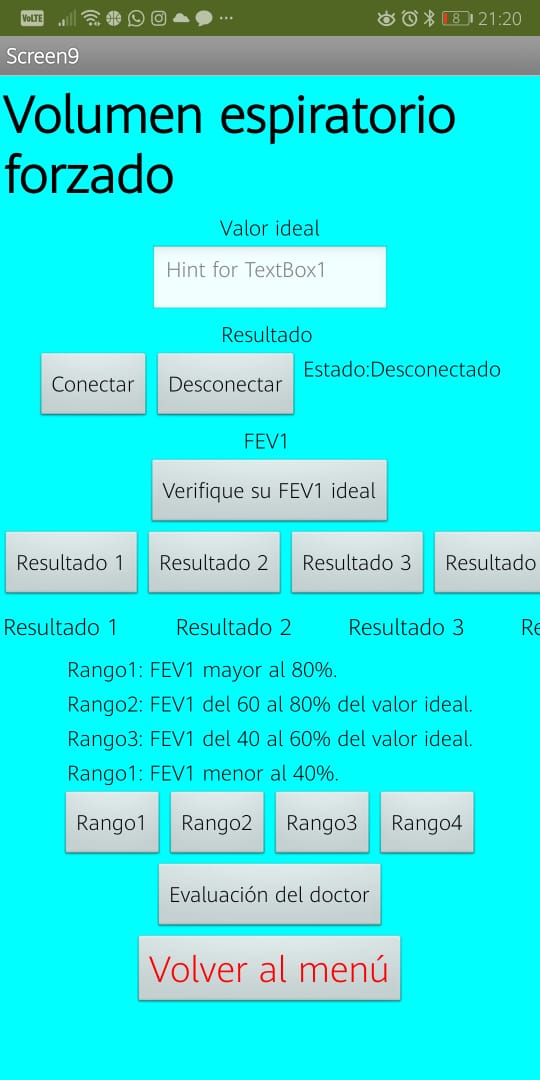 VoLTE 8 21:20
Screen9
Volumen espiratorio
forzado
Valor ideal
Hint for TextBox1
Resultado
Conectar Desconectar Estado:Desconectado
FEV1
Verifique su FEV1 ideal
Resultado 1 Resultado 2 Resultado 3 Resultado
Resultado 1 Resultado 2 Resultado 3 Re
Rango1: FEV1 mayor al 80%.
Rango2: FEV1 del 60 al 80% del valor ideal.
Rango3: FEV1 del 40 al 60% del valor ideal.
Rango1: FEV1 menor al 40%.
Rango1 Rango2 Rango3 Rango4
Evaluación del doctor
Volver al menú